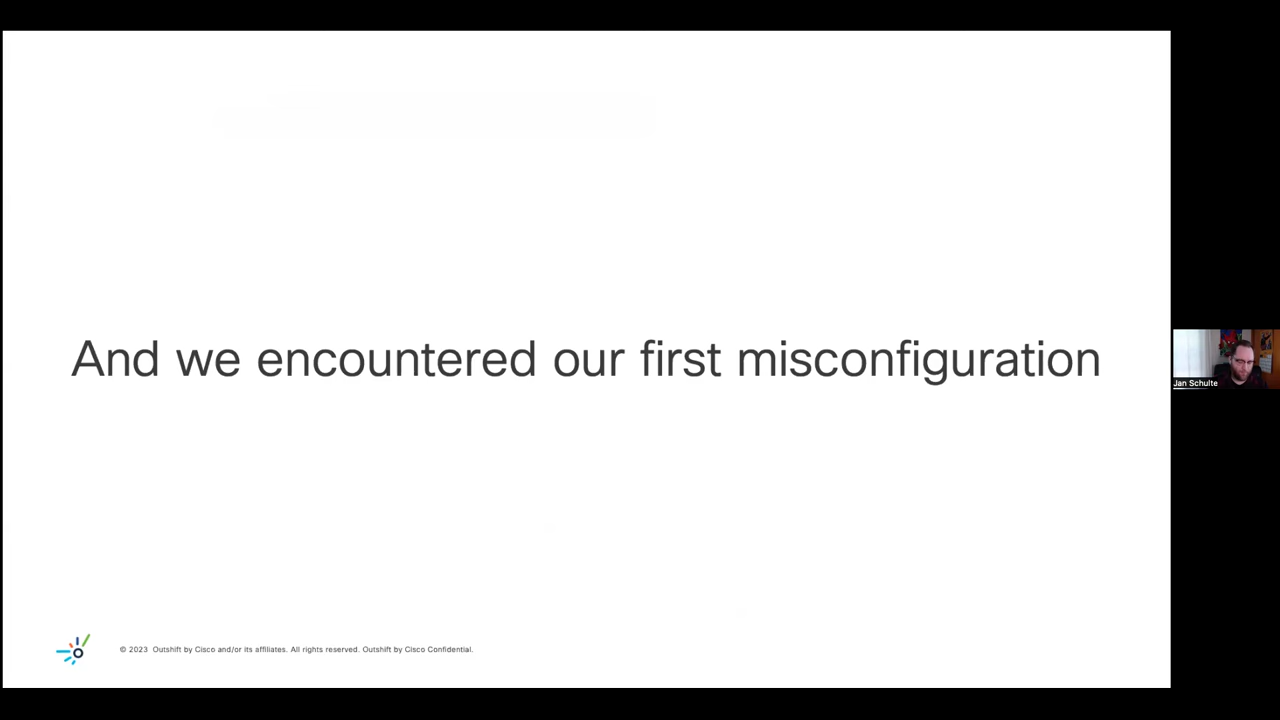 And we encountered our first misconfiguration
Jan Schulte
© 2023 Outshift by Cisco and/or its affiliates. All rights reserved. Outshift by Cisco Confidential.